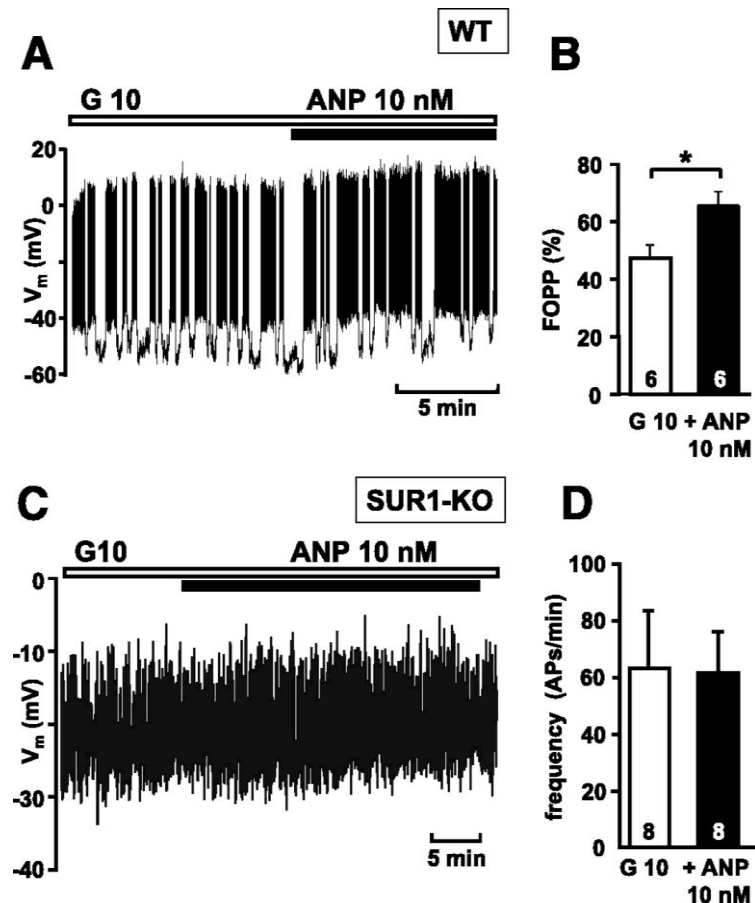 WT
A
G 10
ANP 10 nM
20
0
-20
-40
-60
Vm (mV)
5 min
B
*
80
60
40
20
0
FOPP (%)
6
6
G 10 + ANP
10 nM
SUR1-KO
C
G10
ANP 10 nM
0
-10
-20
-30
-40
Vm (mV)
5 min
D
100
80
60
40
20
0
frequency (APs/min)
8
8
G 10 + ANP
10 nM